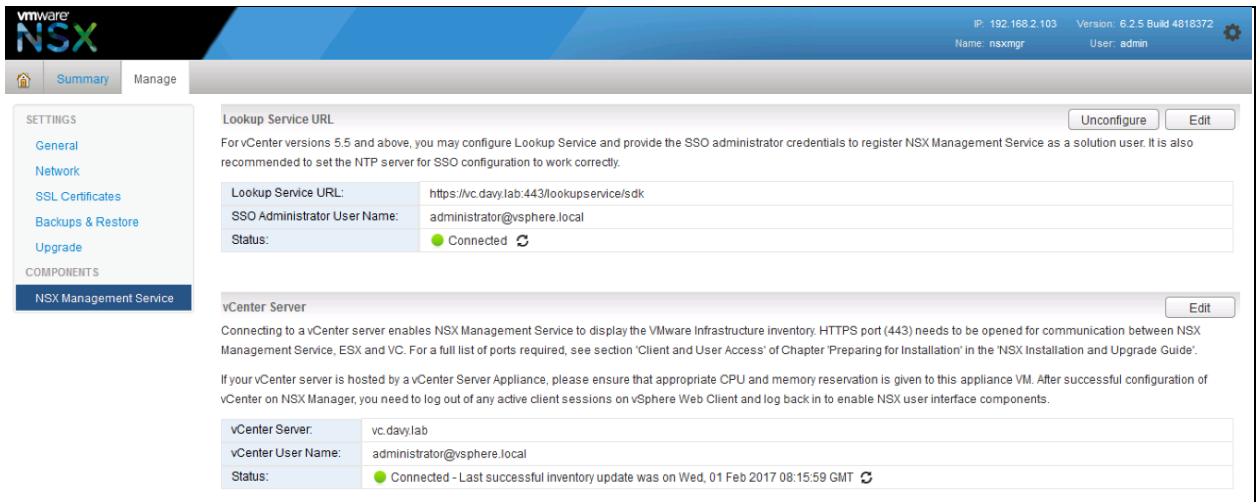 vmware
NSX
IP: 192.168.2.103 Version: 6.2.5 Build 4818372
Name: nsxmgr User: admin
Summary Manage
SETTINGS
General
Network
SSL Certificates
Backups & Restore
Upgrade
COMPONENTS
NSX Management Service
Lookup Service URL Unconfigure Edit
For vCenter versions 5.5 and above, you may configure Lookup Service and provide the SSO administrator credentials to register NSX Management Service as a solution user. It is also
recommended to set the NTP server for SSO configuration to work correctly.
Lookup Service URL: https://vc.davy.lab:443/lookupservice/sdk
SSO Administrator User Name: administrator@vsphere.local
Status: Connected
vCenter Server Edit
Connecting to a vCenter server enables NSX Management Service to display the VMware Infrastructure inventory. HTTPS port (443) needs to be opened for communication between NSX
Management Service, ESX and VC. For a full list of ports required, see section 'Client and User Access' of Chapter 'Preparing for Installation' in the 'NSX Installation and Upgrade Guide'.
If your vCenter server is hosted by a vCenter Server Appliance, please ensure that appropriate CPU and memory reservation is given to this appliance VM. After successful configuration of
vCenter on NSX Manager, you need to log out of any active client sessions on vSphere Web Client and log back in to enable NSX user interface components.
vCenter Server: vc.davy.lab
vCenter User Name: administrator@vsphere.local
Status: Connected - Last successful inventory update was on Wed, 01 Feb 2017 08:15:59 GMT